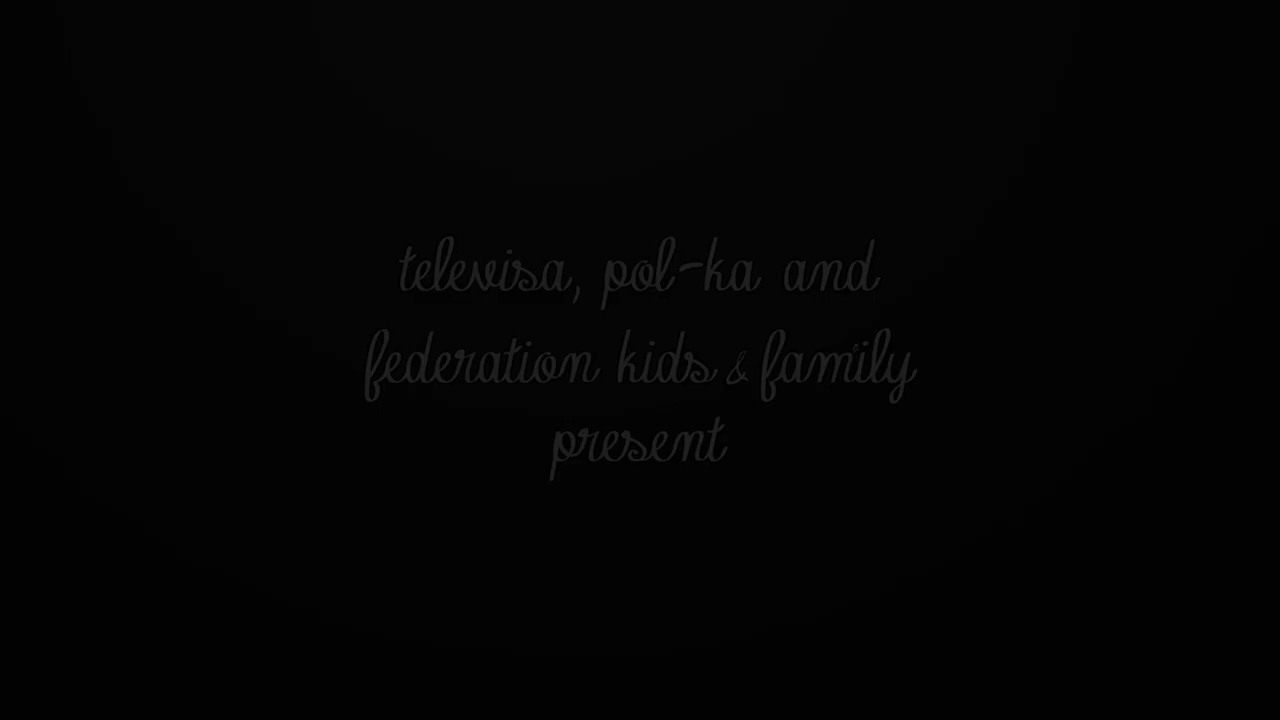 televisa, pol-ka and
federation kids & family
present